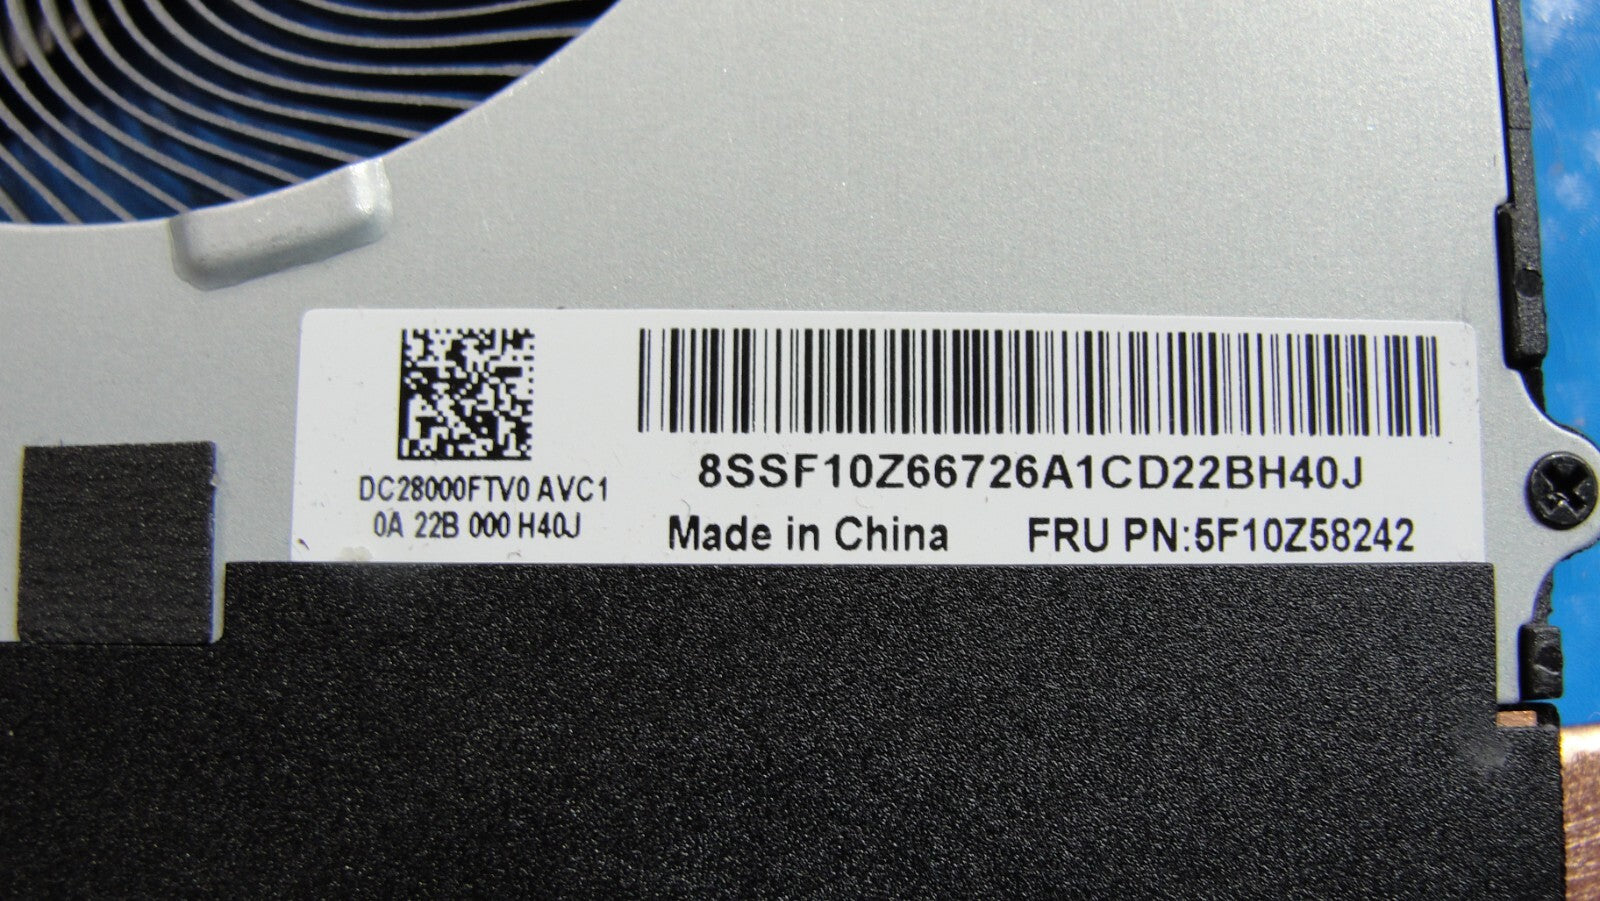 DC28000FTV0 AVC1
0A 22B 000 H40J
8SSF10Z66726A1CD22BH40J
Made in China FRU PN:5F10Z58242